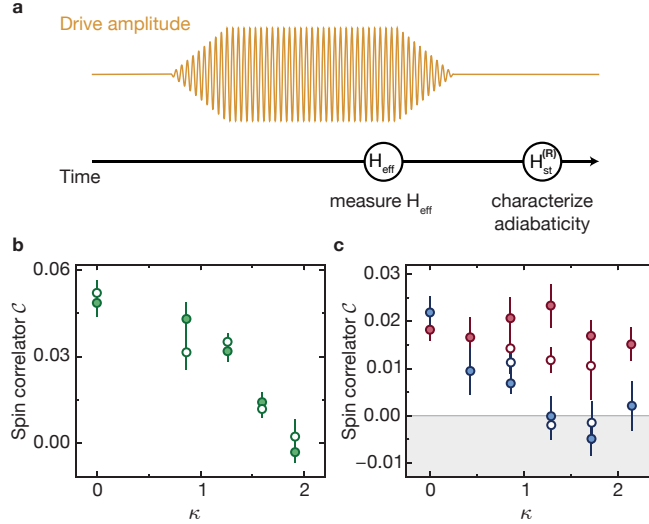 a
Drive amplitude
Time
H_eff
H_st^(R)
measure H_eff
characterize
adiabaticity
b
c
Spin correlator 𝒞
0.06
0.03
0.00
0
1
2
κ
Spin correlator 𝒞
0.03
0.02
0.01
0.00
−0.01
0
1
2
κ